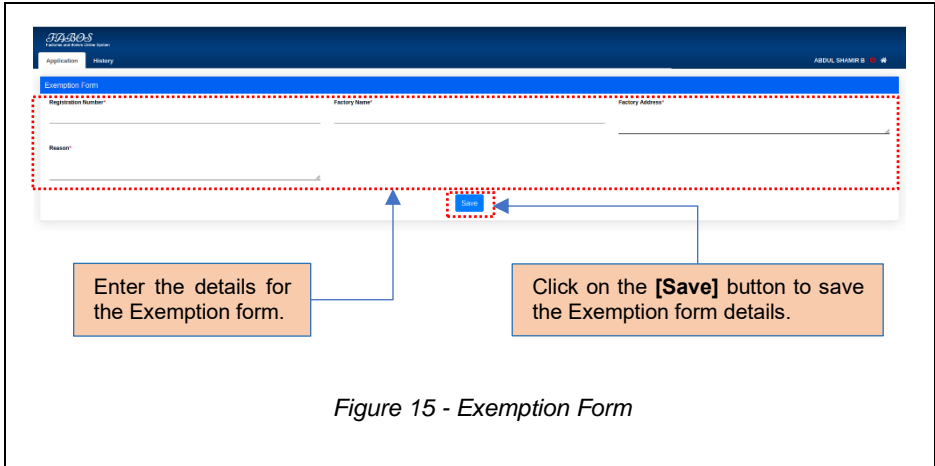 FABOS
Factories and Boilers Online System
Application History ABDUL SHAMIR B
Exemption Form
Registration Number* Factory Name* Factory Address*
Reason*
Save
Enter the details for
the Exemption form.
Click on the [Save] button to save
the Exemption form details.
Figure 15 - Exemption Form